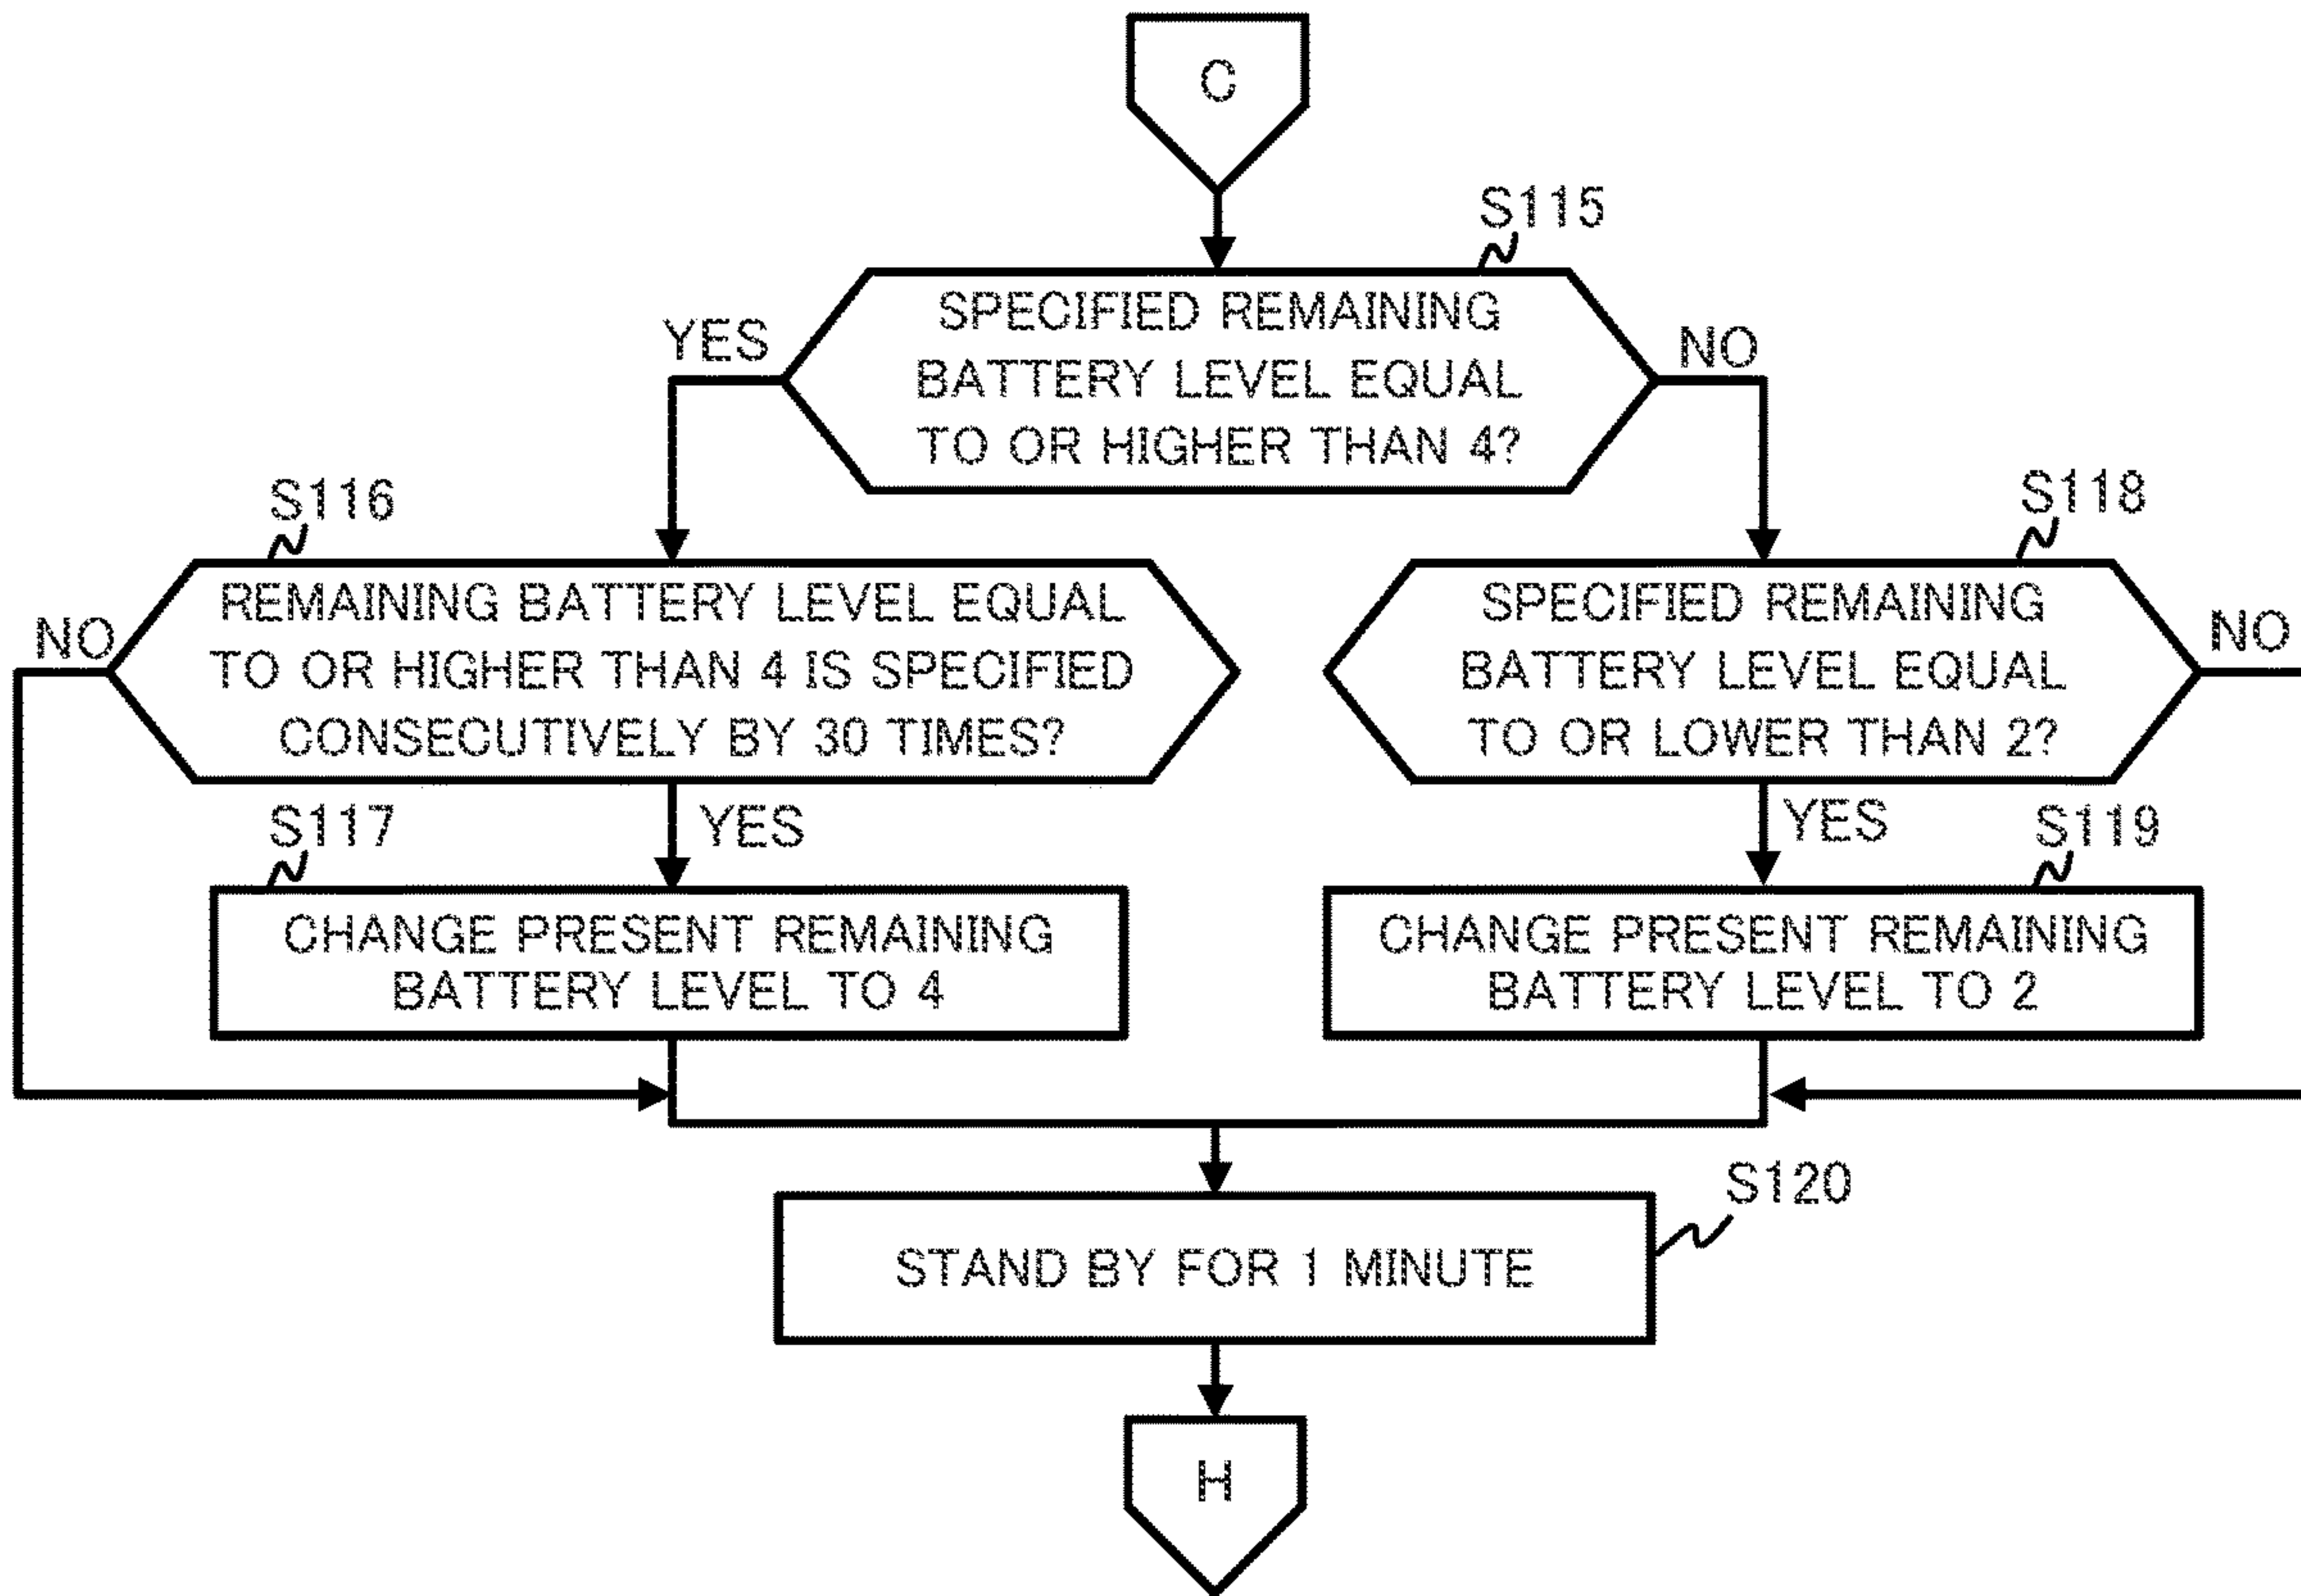 C
S115
SPECIFIED REMAINING
BATTERY LEVEL EQUAL
TO OR HIGHER THAN 4?
YES
NO
S116
REMAINING BATTERY LEVEL EQUAL
TO OR HIGHER THAN 4 IS SPECIFIED
CONSECUTIVELY BY 30 TIMES?
NO
YES
S118
SPECIFIED REMAINING
BATTERY LEVEL EQUAL
TO OR LOWER THAN 2?
NO
YES
S117
CHANGE PRESENT REMAINING
BATTERY LEVEL TO 4
S119
CHANGE PRESENT REMAINING
BATTERY LEVEL TO 2
S120
STAND BY FOR 1 MINUTE
H